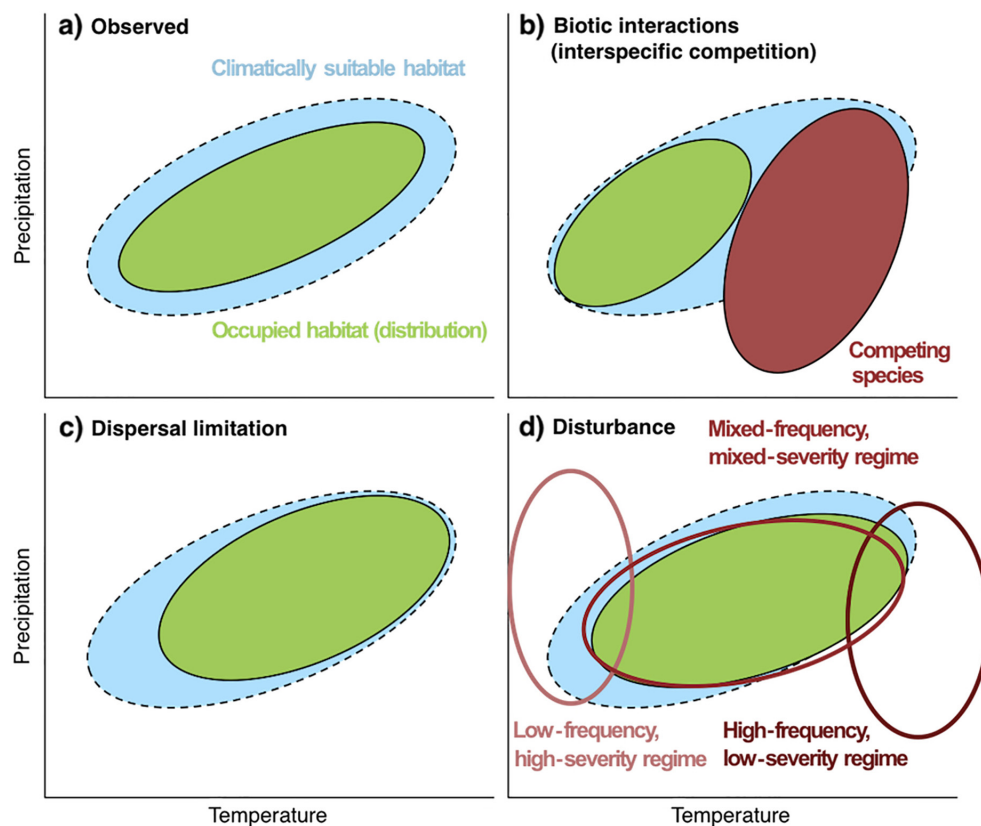 a) Observed
Climatically suitable habitat
Occupied habitat (distribution)
Precipitation
b) Biotic interactions
(interspecific competition)
Competing
species
c) Dispersal limitation
Precipitation
Temperature
d) Disturbance
Mixed-frequency,
mixed-severity regime
Low-frequency,
high-severity regime
High-frequency,
low-severity regime
Temperature